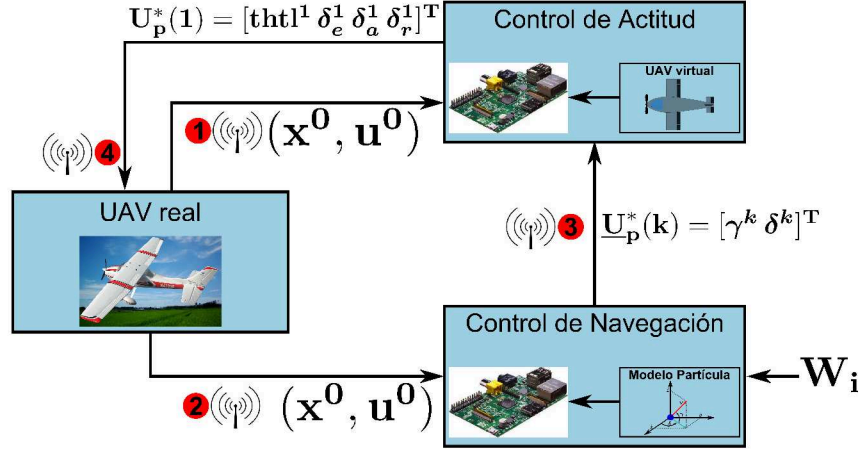 U*p(1) = [thtl¹ δ¹e δ¹a δ¹r]ᵀ
Control de Actitud
UAV virtual
1
(x⁰, u⁰)
4
UAV real
3
U*p(k) = [γᵏ δᵏ]ᵀ
Control de Navegación
Modelo Partícula
Wi
2
(x⁰, u⁰)